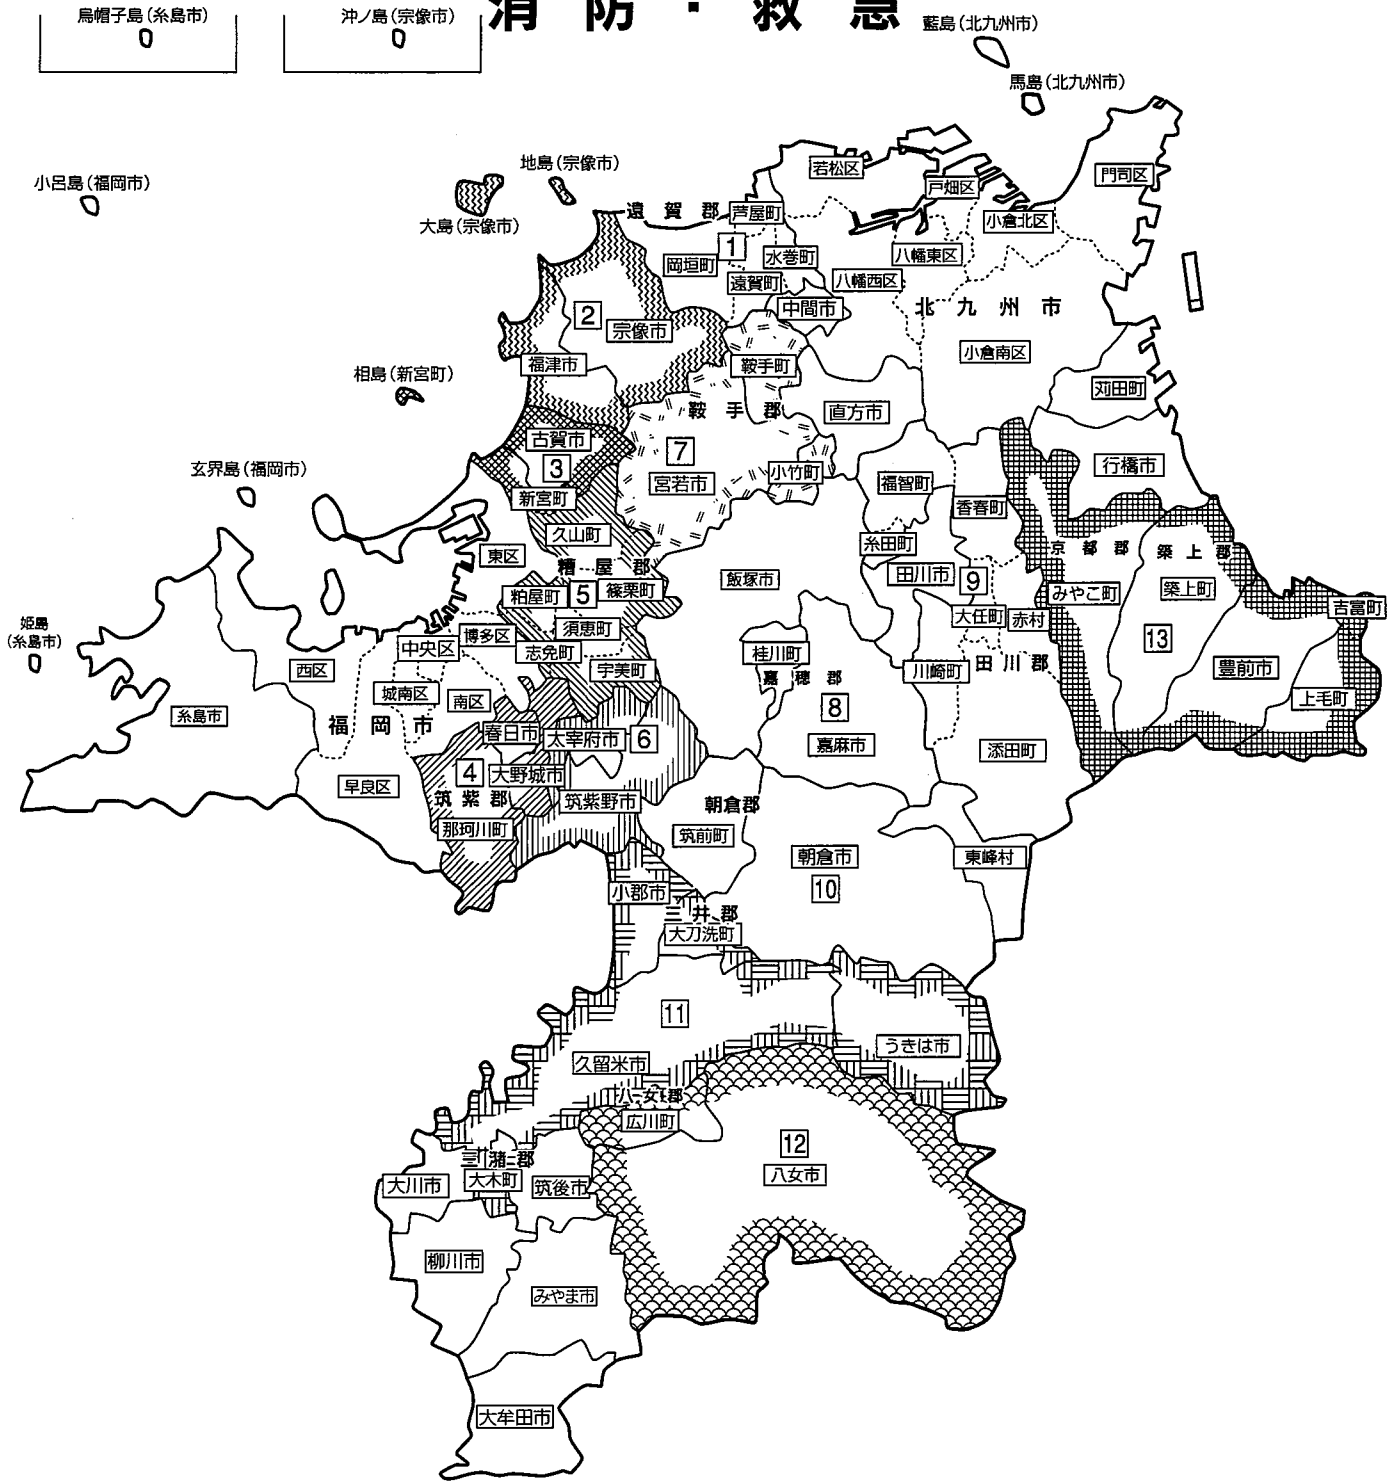 消防・救急
烏帽子島(糸島市)
沖ノ島(宗像市)
藍島(北九州市)
馬島(北九州市)
地島(宗像市)
小呂島(福岡市)
大島(宗像市)
若松区
戸畑区
門司区
遠賀郡
芦屋町
小倉北区
1
岡垣町
水巻町
八幡東区
遠賀町
八幡西区
中間市
北九州市
2
宗像市
小倉南区
福津市
鞍手町
相島(新宮町)
苅田町
鞍手郡
直方市
古賀市
7
3
行橋市
玄界島(福岡市)
小竹町
宮若市
福智町
新宮町
香春町
久山町
糸田町
京都郡
築上郡
東区
糟屋郡
飯塚市
田川市
9
みやこ町
築上町
粕屋町
5
篠栗町
吉富町
大任町
赤村
姫島
(糸島市)
須恵町
博多区
中央区
志免町
13
桂川町
田川郡
西区
宇美町
嘉穂郡
川崎町
豊前市
城南区
南区
上毛町
糸島市
8
福岡市
春日市
太宰府市
6
嘉麻市
添田町
4
大野城市
早良区
筑紫郡
筑紫野市
朝倉郡
那珂川町
筑前町
朝倉市
東峰村
10
小郡市
三井郡
大刀洗町
11
うきは市
久留米市
八女郡
広川町
12
八女市
三潴郡
大川市
大木町
筑後市
柳川市
みやま市
大牟田市